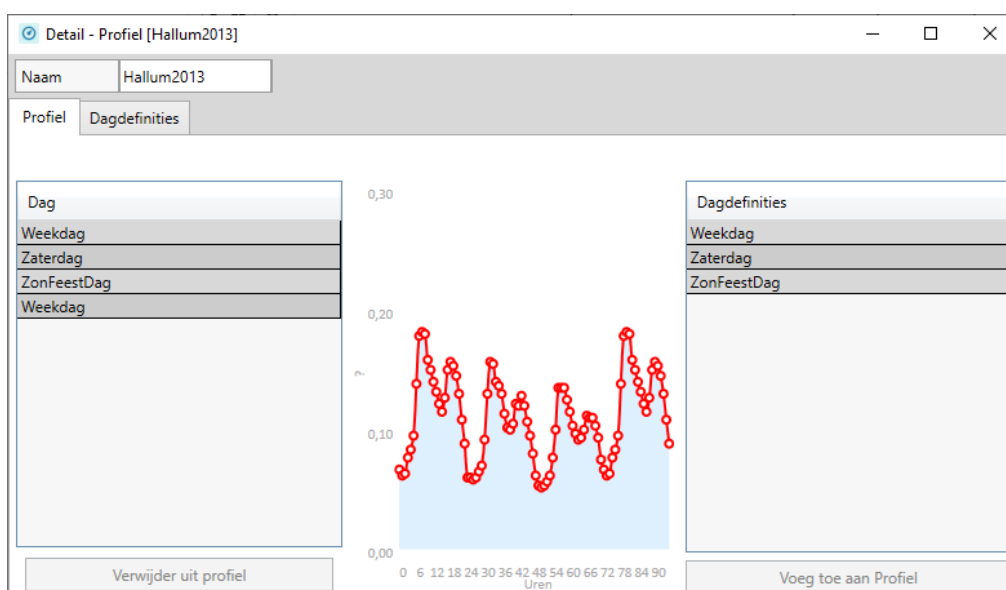 Detail - Profiel [Hallum2013]
Naam
Hallum2013
Profiel
Dagdefinities
Dag
Weekdag
Zaterdag
ZonFeestDag
Weekdag
0,30
0,20
0,10
0,00
?
0 6 12 18 24 30 36 42 48 54 60 66 72 78 84 90
Uren
Dagdefinities
Weekdag
Zaterdag
ZonFeestDag
Verwijder uit profiel
Voeg toe aan Profiel